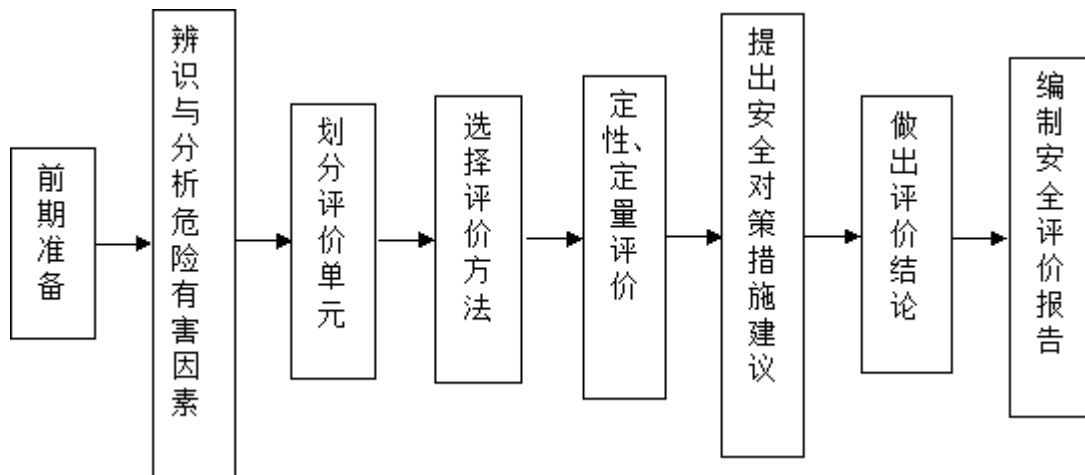 前期准备
辨识与分析危险有害因素
划分评价单元
选择评价方法
定性、定量评价
提出安全对策措施建议
做出评价结论
编制安全评价报告